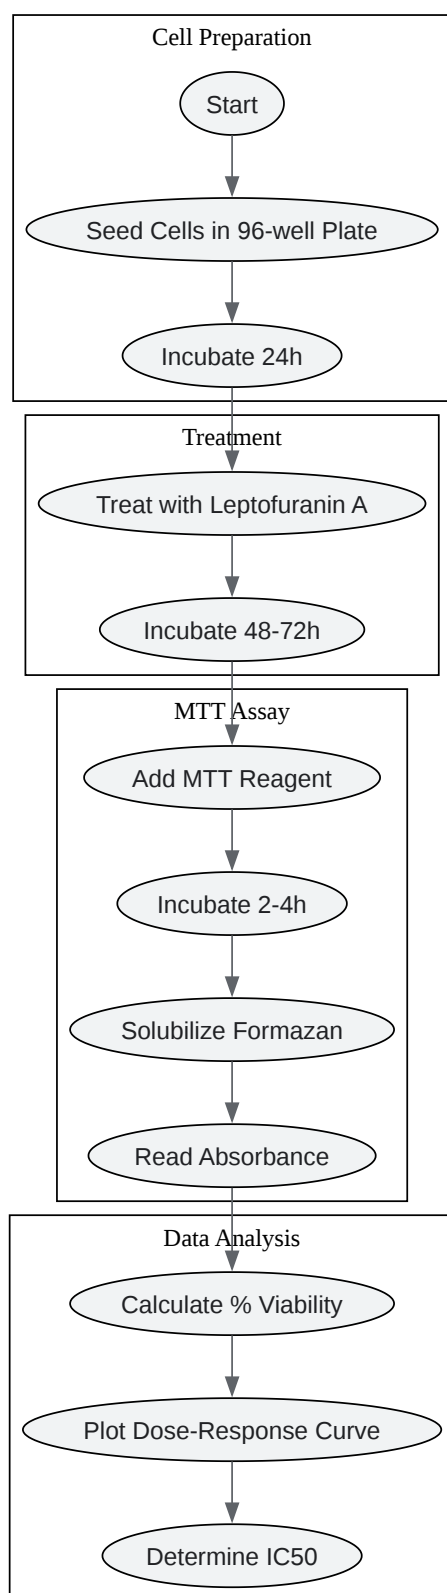 Cell Preparation
Start
Seed Cells in 96-well Plate
Incubate 24h
Treatment
Treat with Leptofuranin A
Incubate 48-72h
MTT Assay
Add MTT Reagent
Incubate 2-4h
Solubilize Formazan
Read Absorbance
Data Analysis
Calculate % Viability
Plot Dose-Response Curve
Determine IC50